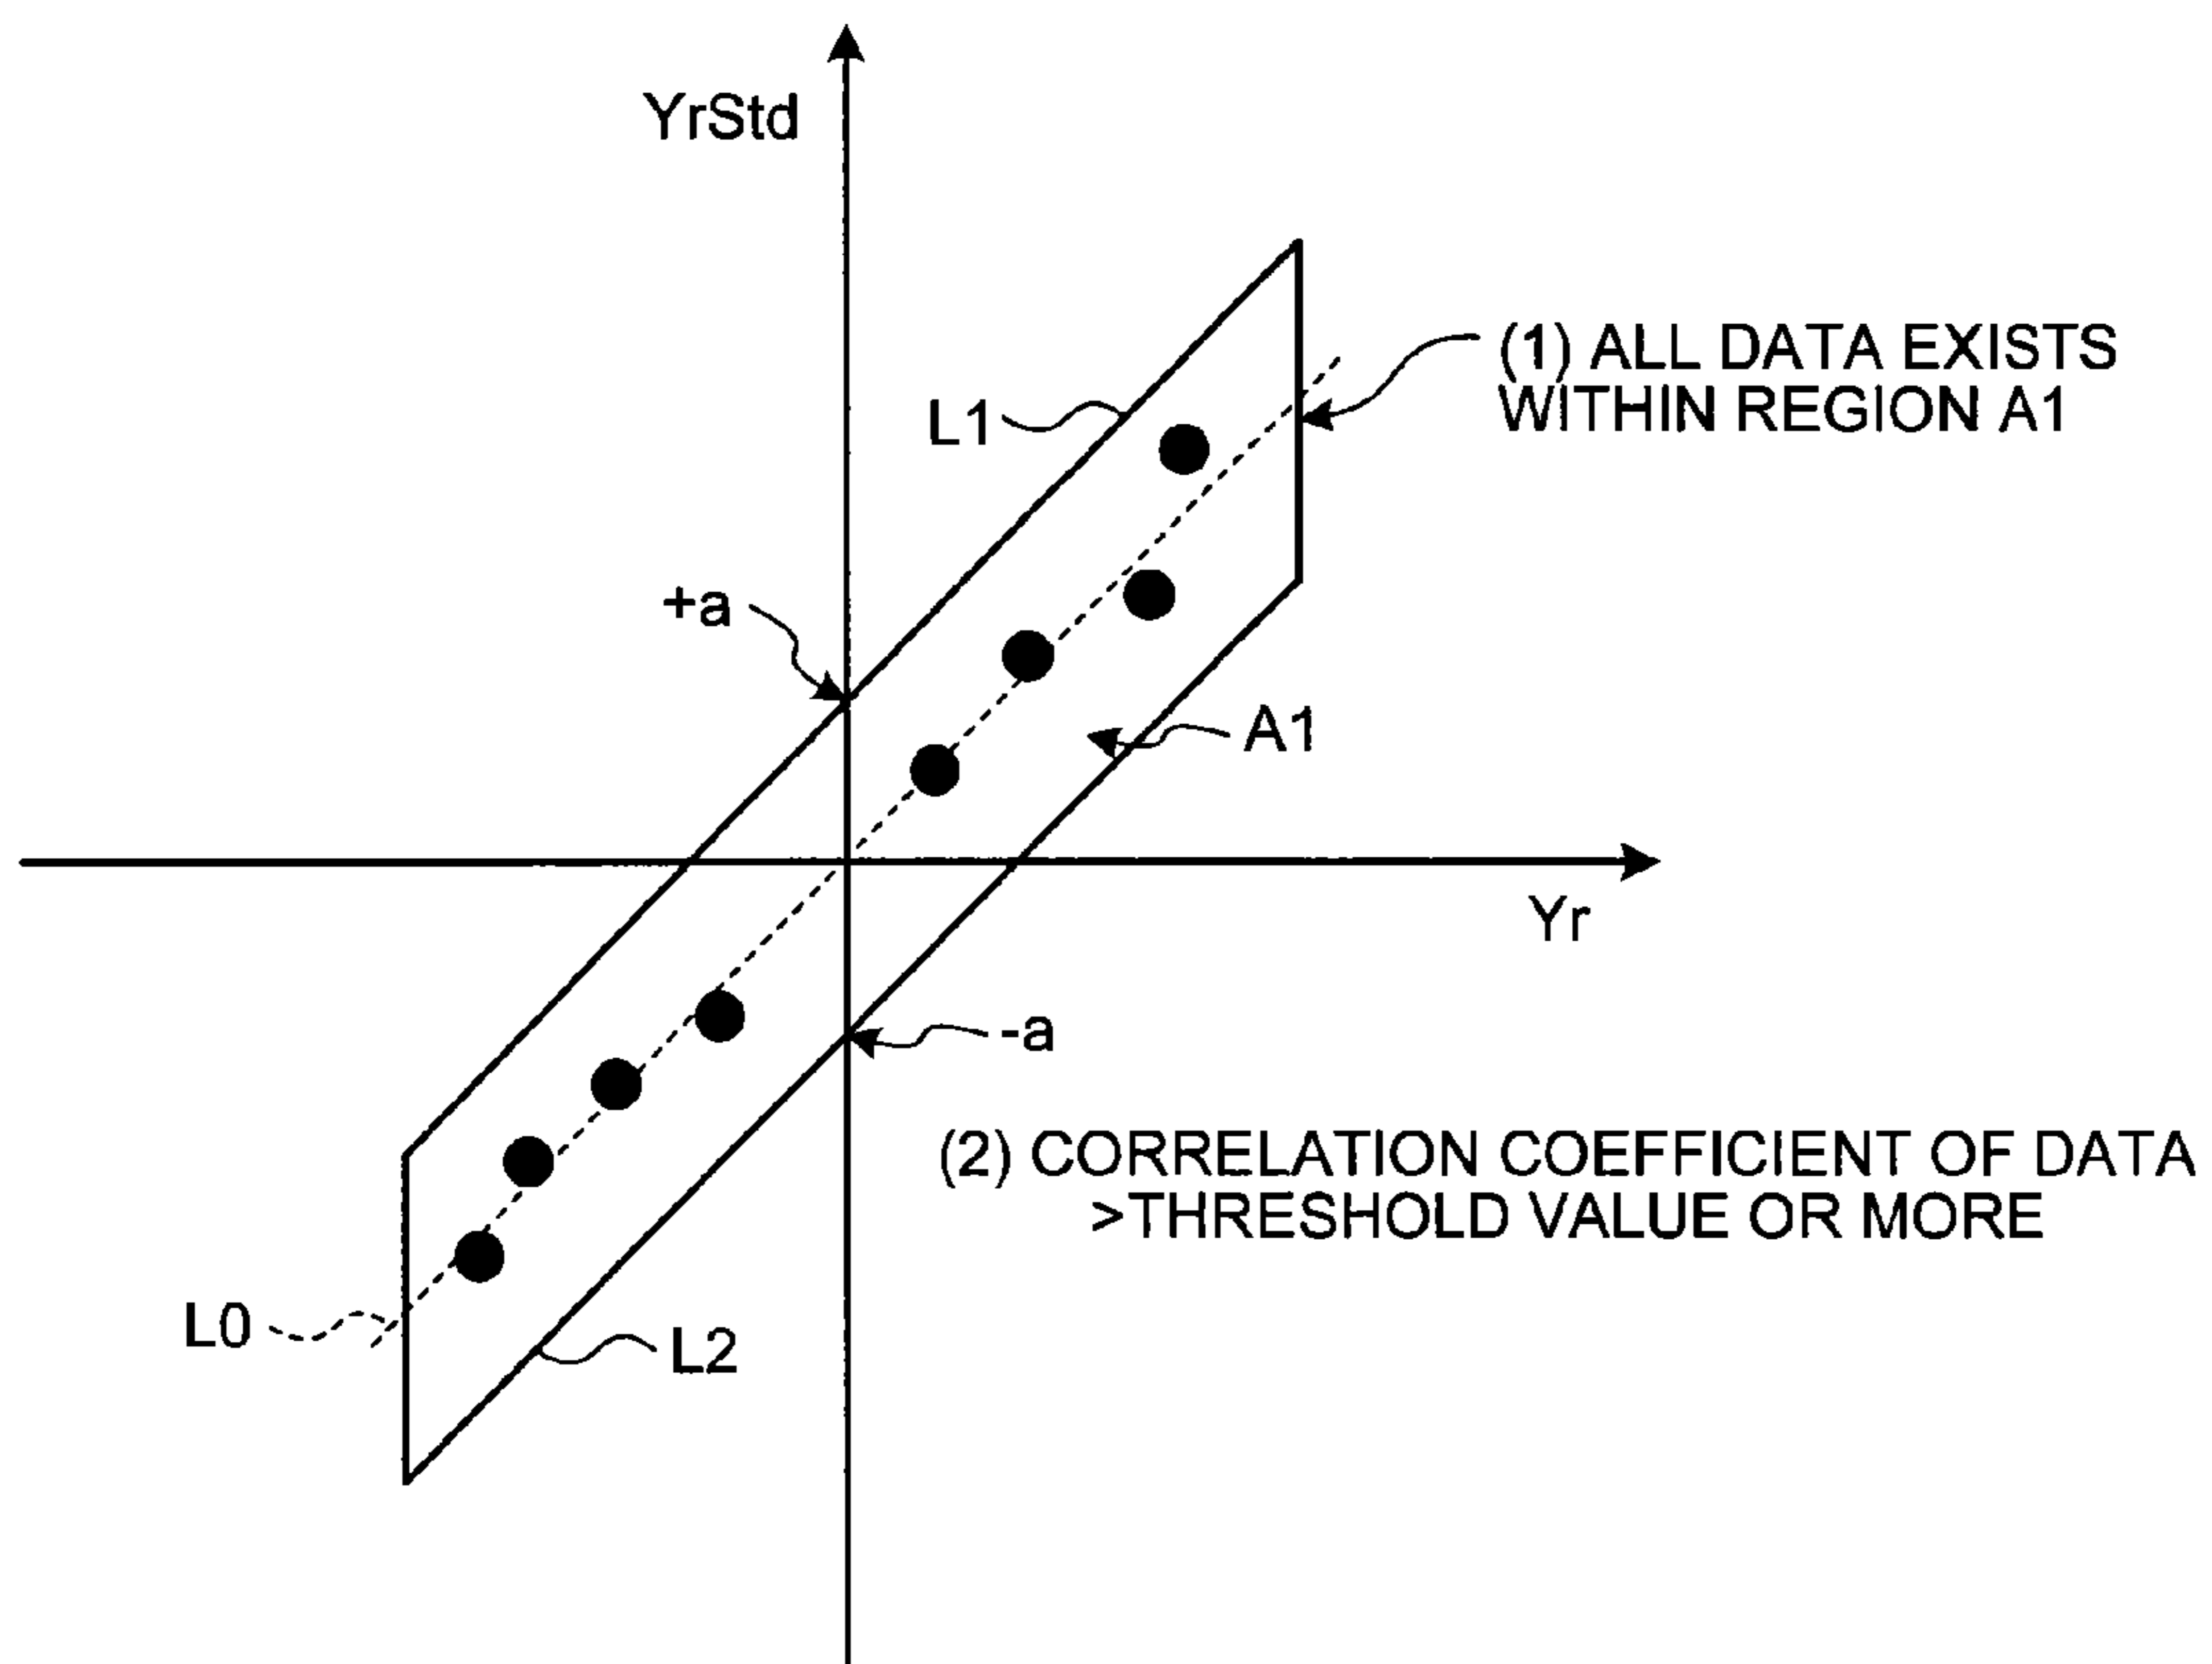 YrStd
(1) ALL DATA EXISTS
WITHIN REGION A1
L1
+a
A1
Yr
-a
(2) CORRELATION COEFFICIENT OF DATA
>THRESHOLD VALUE OR MORE
L0
L2